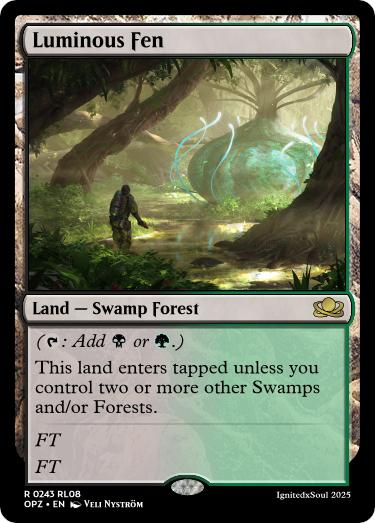 Luminous Fen
Land — Swamp Forest
(: Add or .)
This land enters tapped unless you
control two or more other Swamps
and/or Forests.
FT
FT
R 0243 RL08
OPZ • EN Veli Nyström
IgnitedxSoul 2025